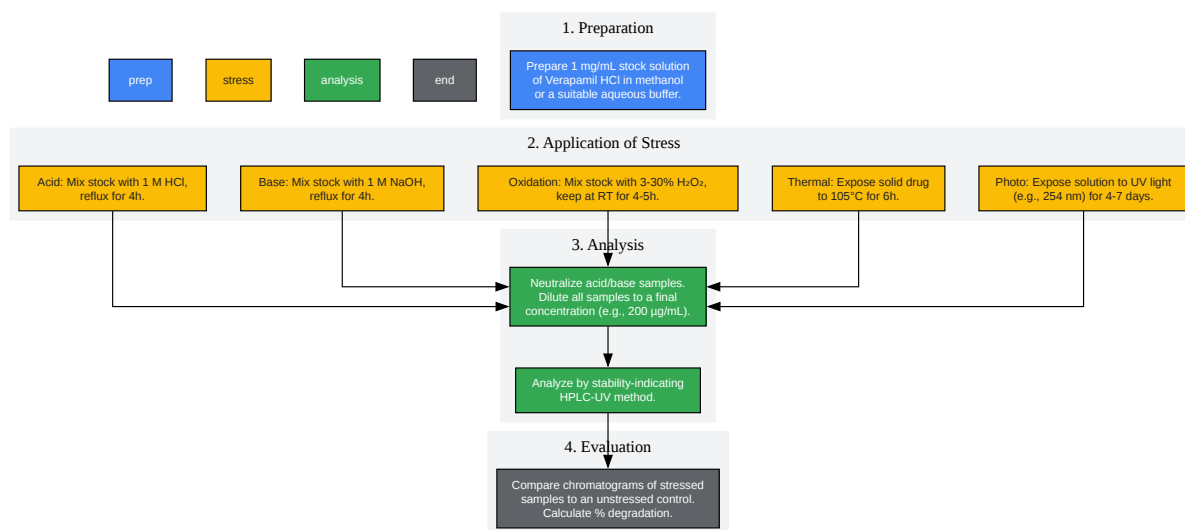 1. Preparation
prep
stress
analysis
end
Prepare 1 mg/mL stock solution
of Verapamil HCl in methanol
or a suitable aqueous buffer.
2. Application of Stress
Acid: Mix stock with 1 M HCl,
reflux for 4h.
Base: Mix stock with 1 M NaOH,
reflux for 4h.
Oxidation: Mix stock with 3-30% H₂O₂,
keep at RT for 4-5h.
Thermal: Expose solid drug
to 105°C for 6h.
Photo: Expose solution to UV light
(e.g., 254 nm) for 4-7 days.
3. Analysis
Neutralize acid/base samples.
Dilute all samples to a final
concentration (e.g., 200 µg/mL).
Analyze by stability-indicating
HPLC-UV method.
4. Evaluation
Compare chromatograms of stressed
samples to an unstressed control.
Calculate % degradation.